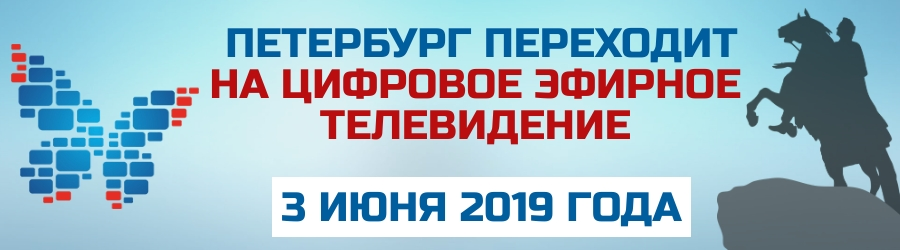 ПЕТЕРБУРГ ПЕРЕХОДИТ
НА ЦИФРОВОЕ ЭФИРНОЕ
ТЕЛЕВИДЕНИЕ
3 ИЮНЯ 2019 ГОДА